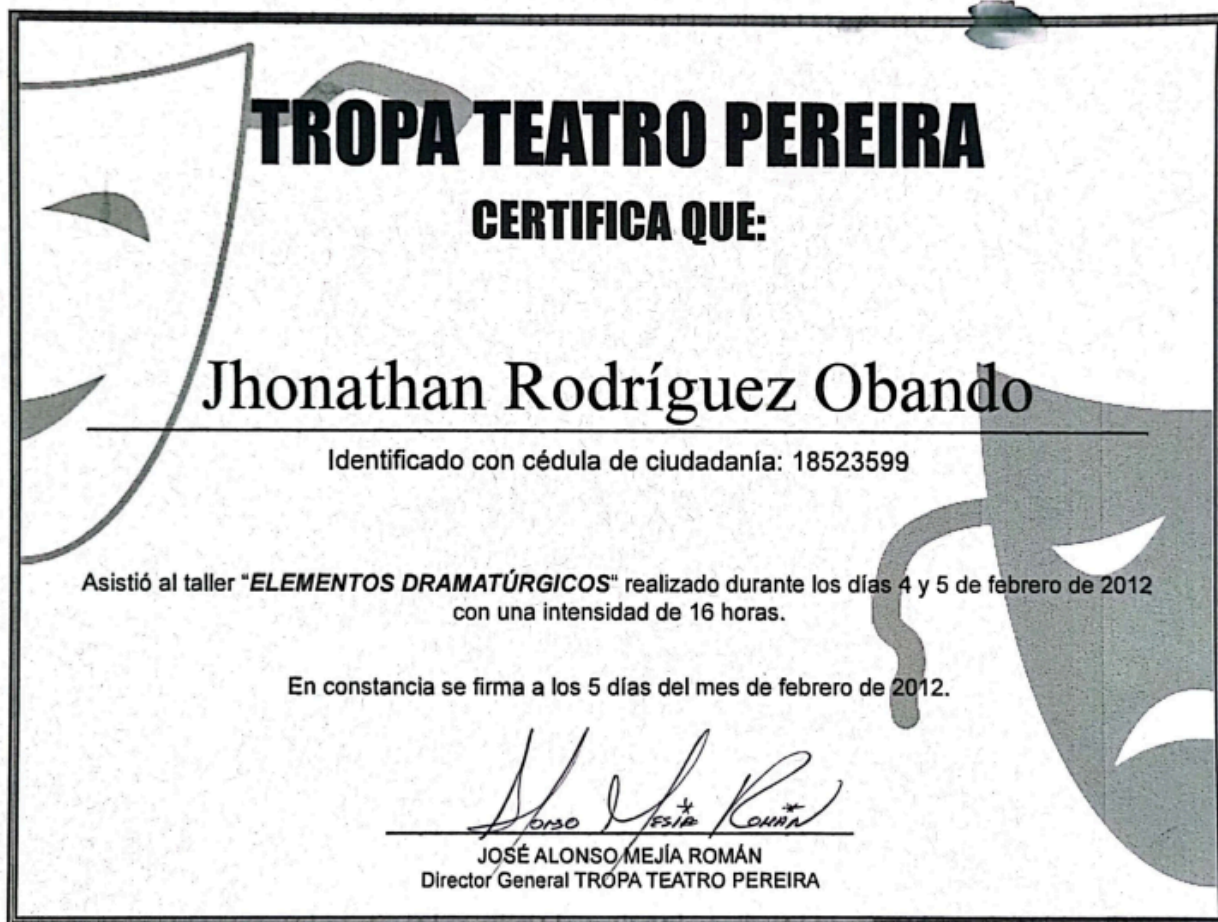 TROPA TEATRO PEREIRA
CERTIFICA QUE:
Jhonathan Rodríguez Obando
Identificado con cédula de ciudadanía: 18523599
Asistió al taller “ELEMENTOS DRAMATÚRGICOS“ realizado durante los días 4 y 5 de febrero de 2012
con una intensidad de 16 horas.
En constancia se firma a los 5 días del mes de febrero de 2012.
Alonso Mesia Román
JOSÉ ALONSO MEJÍA ROMÁN
Director General TROPA TEATRO PEREIRA